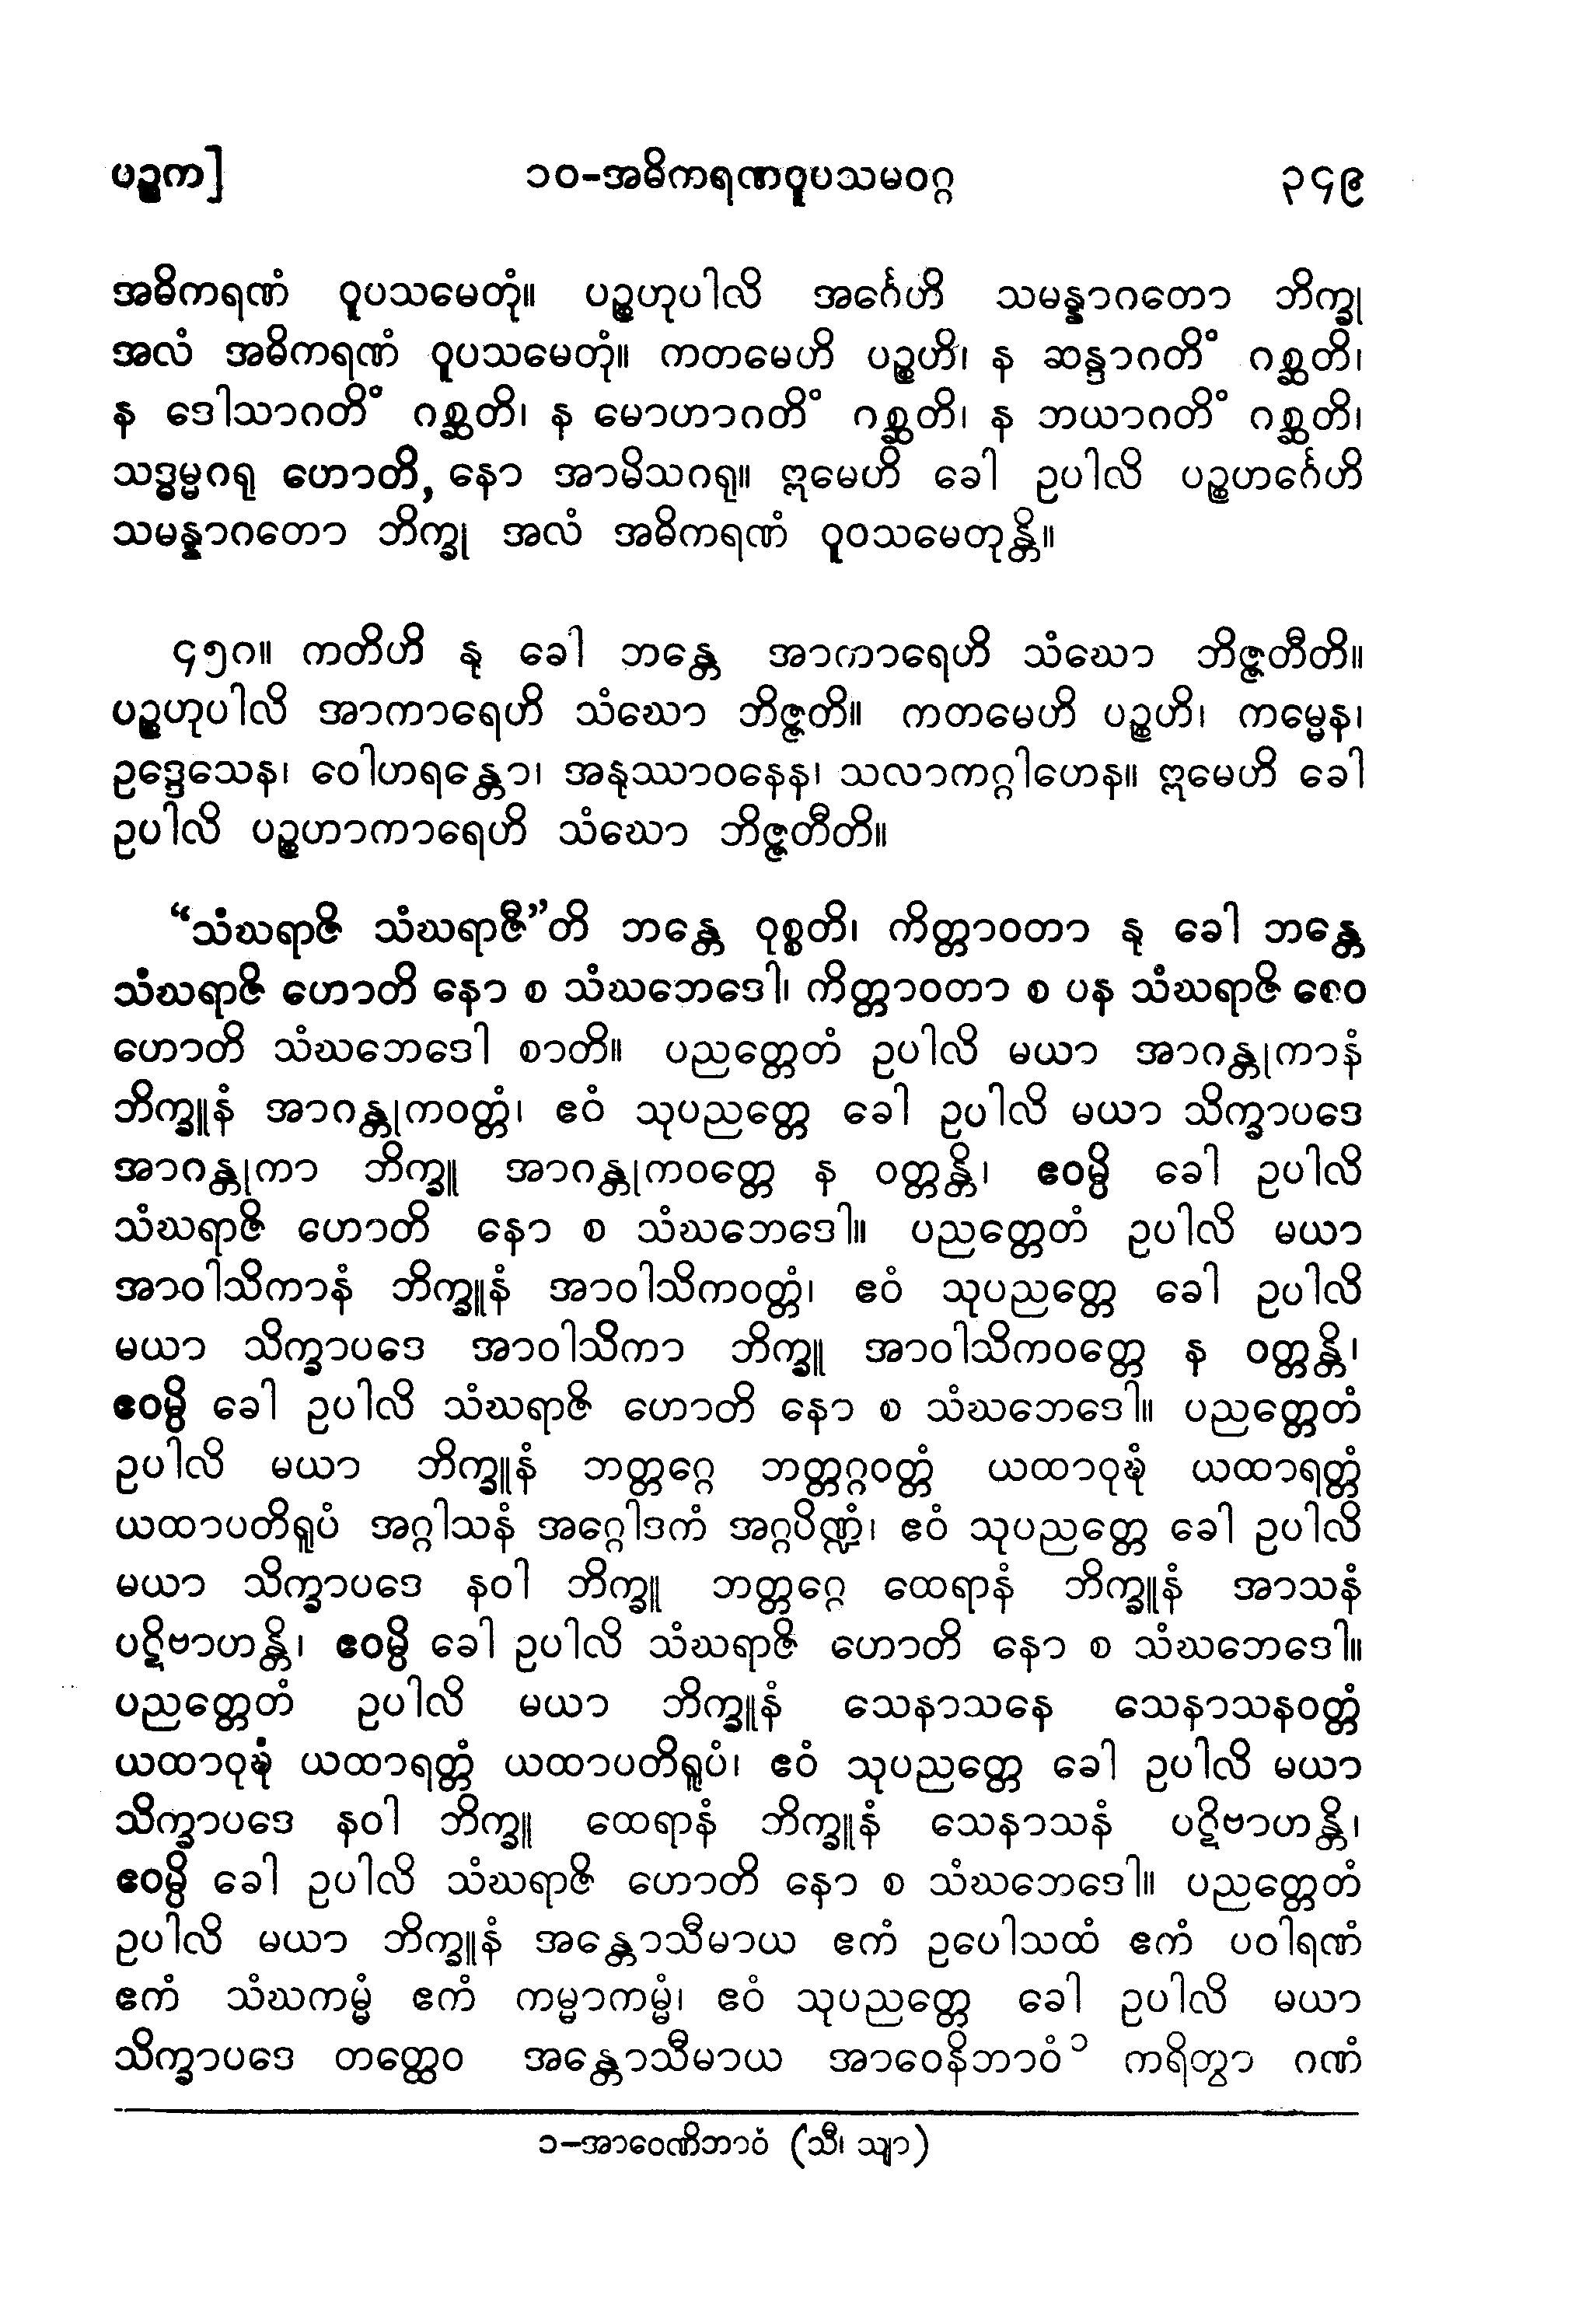 ပဉ္စက]	၁၀-အဓိကရဏဝူပသမဝဂ္ဂ	၃၄၉
အဓိကရဏံ ဝူပသမေတုံ။ ပဉ္စဟုပါလိ အင်္ဂေဟိ သမန္နာဂတော ဘိက္ခု
အလံ အဓိကရဏံ ဝူပသမေတုံ။ ကတမေဟိ ပဉ္စဟိ၊ န ဆန္ဒာဂတိံ ဂစ္ဆတိ၊
န ဒေါသာဂတိံ ဂစ္ဆတိ၊ န မောဟာဂတိံ ဂစ္ဆတိ၊ န ဘယာဂတိံ ဂစ္ဆတိ၊
သဒ္ဓမ္မဂရု ဟောတိ, နော အာမိသဂရု။ ဣမေဟိ ခေါ ဥပါလိ ပဉ္စဟင်္ဂေဟိ
သမန္နာဂတော ဘိက္ခု အလံ အဓိကရဏံ ဝူဝသမေတုန္တိ။
၄၅၈။ ကတိဟိ နု ခေါ ဘန္တေ အာကာရေဟိ သံဃော ဘိဇ္ဇတီတိ။
ပဉ္စဟုပါလိ အာကာရေဟိ သံဃော ဘိဇ္ဇတိ။ ကတမေဟိ ပဉ္စဟိ၊ ကမ္မေန၊
ဥဒ္ဒေသေန၊ ဝေါဟရန္တော၊ အနုဿာဝနေန၊ သလာကဂ္ဂါဟေန။ ဣမေဟိ ခေါ
ဥပါလိ ပဉ္စဟာကာရေဟိ သံဃော ဘိဇ္ဇတီတိ။
“သံဃရာဇိ သံဃရာဇီ”တိ ဘန္တေ ဝုစ္စတိ၊ ကိတ္တာဝတာ နု ခေါ ဘန္တေ
သံဃရာဇိ ဟောတိ နော စ သံဃဘေဒေါ၊ ကိတ္တာဝတာ စ ပန သံဃရာဇိ စေဝ
ဟောတိ သံဃဘေဒေါ စာတိ။ ပညတ္တေတံ ဥပါလိ မယာ အာဂန္တုကာနံ
ဘိက္ခူနံ အာဂန္တုကဝတ္တံ၊ ဧဝံ သုပညတ္တေ ခေါ ဥပါလိ မယာ သိက္ခာပဒေ
အာဂန္တုကာ ဘိက္ခူ အာဂန္တုကဝတ္တေ န ဝတ္တန္တိ၊ ဧဝမ္ပိ ခေါ ဥပါလိ
သံဃရာဇိ ဟောတိ နော စ သံဃဘေဒေါ။ ပညတ္တေတံ ဥပါလိ မယာ
အာဝါသိကာနံ ဘိက္ခူနံ အာဝါသိကဝတ္တံ၊ ဧဝံ သုပညတ္တေ ခေါ ဥပါလိ
မယာ သိက္ခာပဒေ အာဝါသိကာ ဘိက္ခူ အာဝါသိကဝတ္တေ န ဝတ္တန္တိ၊
ဧဝမ္ပိ ခေါ ဥပါလိ သံဃရာဇိ ဟောတိ နော စ သံဃဘေဒေါ။ ပညတ္တေတံ
ဥပါလိ မယာ ဘိက္ခူနံ ဘတ္တဂ္ဂေ ဘတ္တဂ္ဂဝတ္တံ ယထာဝုဍ္ဎံ ယထာရတ္တံ
ယထာပတိရူပံ အဂ္ဂါသနံ အဂ္ဂေါဒကံ အဂ္ဂပိဏ္ဍံ၊ ဧဝံ သုပညတ္တေ ခေါ ဥပါလိ
မယာ သိက္ခာပဒေ နဝါ ဘိက္ခူ ဘတ္တဂ္ဂေ ထေရာနံ ဘိက္ခူနံ အာသနံ
ပဋိဗာဟန္တိ၊ ဧဝမ္ပိ ခေါ ဥပါလိ သံဃရာဇိ ဟောတိ နော စ သံဃဘေဒေါ။
ပညတ္တေတံ ဥပါလိ မယာ ဘိက္ခူနံ သေနာသနေ သေနာသနဝတ္တံ
ယထာဝုဍ္ဎံ ယထာရတ္တံ ယထာပတိရူပံ၊ ဧဝံ သုပညတ္တေ ခေါ ဥပါလိ မယာ
သိက္ခာပဒေ နဝါ ဘိက္ခူ ထေရာနံ ဘိက္ခူနံ သေနာသနံ ပဋိဗာဟန္တိ၊
ဧဝမ္ပိ ခေါ ဥပါလိ သံဃရာဇိ ဟောတိ နော စ သံဃဘေဒေါ။ ပညတ္တေတံ
ဥပါလိ မယာ ဘိက္ခူနံ အန္တောသီမာယ ဧကံ ဥပေါသထံ ဧကံ ပဝါရဏံ
ဧကံ သံဃကမ္မံ ဧကံ ကမ္မာကမ္မံ၊ ဧဝံ သုပညတ္တေ ခေါ ဥပါလိ မယာ
သိက္ခာပဒေ တတ္ထေဝ အန္တောသီမာယ အာဝေနိဘာဝံ ၁ ကရိတွာ ဂဏံ
၁-အာဝေဏိဘာဝံ (သီ၊ သျာ)